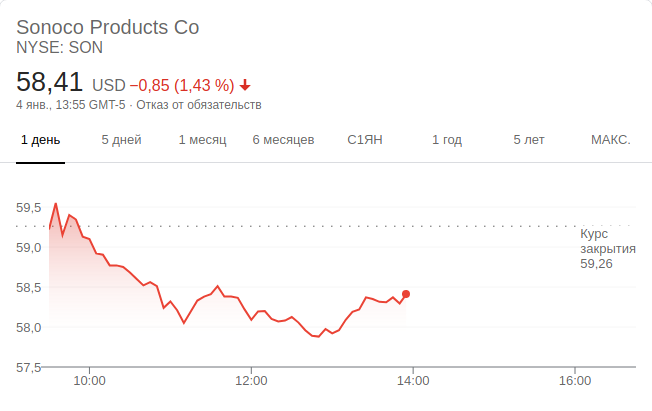 Sonoco Products Co
NYSE: SON
58,41 USD −0,85 (1,43 %)
4 янв., 13:55 GMT-5 · Отказ от обязательств
1 день 5 дней 1 месяц 6 месяцев С1ЯН 1 год 5 лет МАКС.
59,5
59,0
58,5
58,0
57,5
Курс
закрытия
59,26
10:00 12:00 14:00 16:00